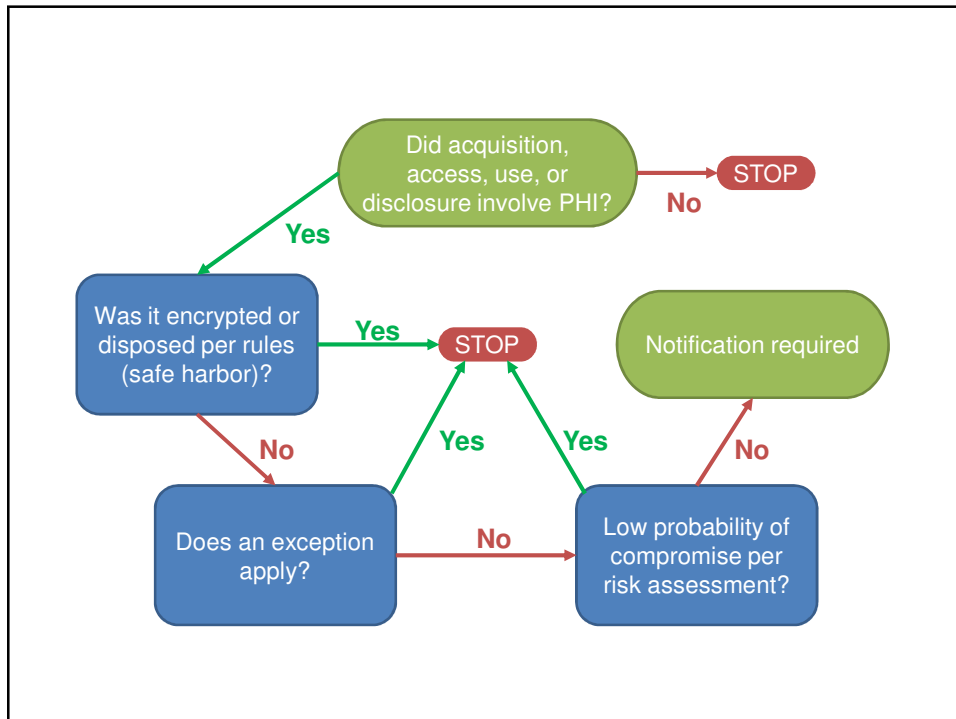 Did acquisition,
access, use, or
disclosure involve PHI?
STOP
No
Yes
Was it encrypted or
disposed per rules
(safe harbor)?
Yes
STOP
Notification required
No
Yes
Yes
No
Does an exception
apply?
No
Low probability of
compromise per
risk assessment?